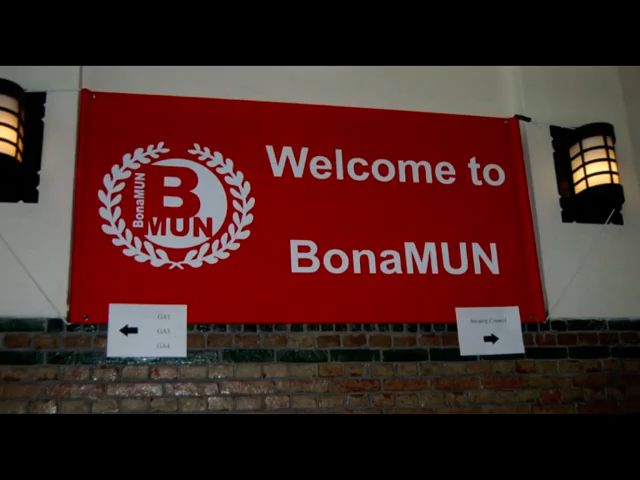 Welcome to
BonaMUN
BonaMUN
B
MUN
GA1
GA3
GA4
Security Council